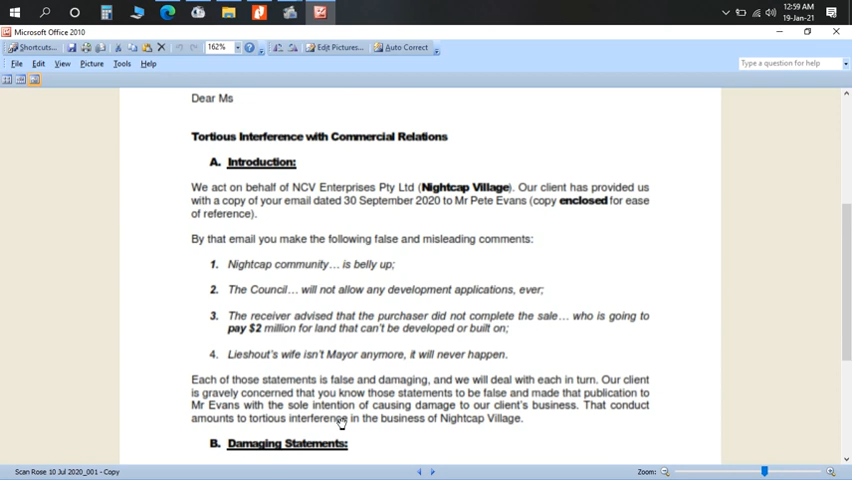 12:59 AM
19-Jan-21
Microsoft Office 2010
Shortcuts...
162%
Edit Pictures...
Auto Correct
File Edit View Picture Tools Help
Type a question for help
Dear Ms
Tortious Interference with Commercial Relations
A. Introduction:
We act on behalf of NCV Enterprises Pty Ltd (Nightcap Village). Our client has provided us
with a copy of your email dated 30 September 2020 to Mr Pete Evans (copy enclosed for ease
of reference).
By that email you make the following false and misleading comments:
1. Nightcap community… is belly up;
2. The Council… will not allow any development applications, ever;
3. The receiver advised that the purchaser did not complete the sale… who is going to
pay $2 million for land that can't be developed or built on;
4. Lieshout's wife isn't Mayor anymore, it will never happen.
Each of those statements is false and damaging, and we will deal with each in turn. Our client
is gravely concerned that you know those statements to be false and made that publication to
Mr Evans with the sole intention of causing damage to our client's business. That conduct
amounts to tortious interference in the business of Nightcap Village.
B. Damaging Statements:
Scan Rose 10 Jul 2020_001 - Copy
Zoom: